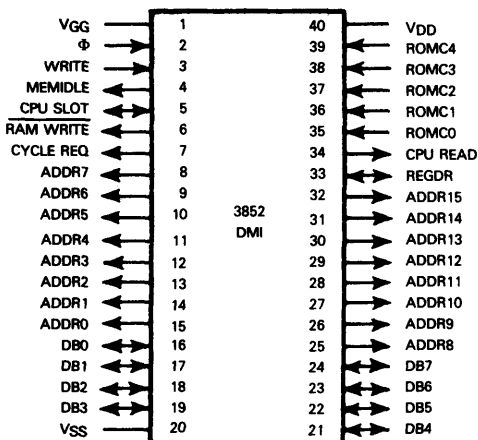 VGG 1 40 VDD
Φ 2 39 ROMC4
WRITE 3 38 ROMC3
MEMIDLE 4 37 ROMC2
CPU SLOT 5 36 ROMC1
RAM WRITE 6 35 ROMC0
CYCLE REQ 7 34 CPU READ
ADDR7 8 33 REGDR
ADDR6 9 32 ADDR15
ADDR5 10 3852 31 ADDR14
ADDR4 11 DMI 30 ADDR13
ADDR3 12 29 ADDR12
ADDR2 13 28 ADDR11
ADDR1 14 27 ADDR10
ADDR0 15 26 ADDR9
DB0 16 25 ADDR8
DB1 17 24 DB7
DB2 18 23 DB6
DB3 19 22 DB5
VSS 20 21 DB4